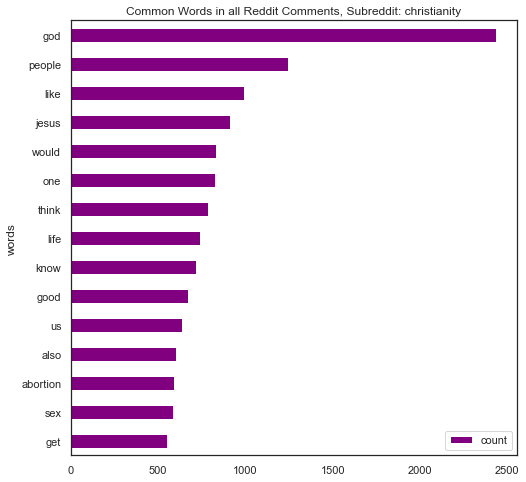 Common Words in all Reddit Comments, Subreddit: christianity
words
god
people
like
jesus
would
one
think
life
know
good
us
also
abortion
sex
get
count
0 500 1000 1500 2000 2500